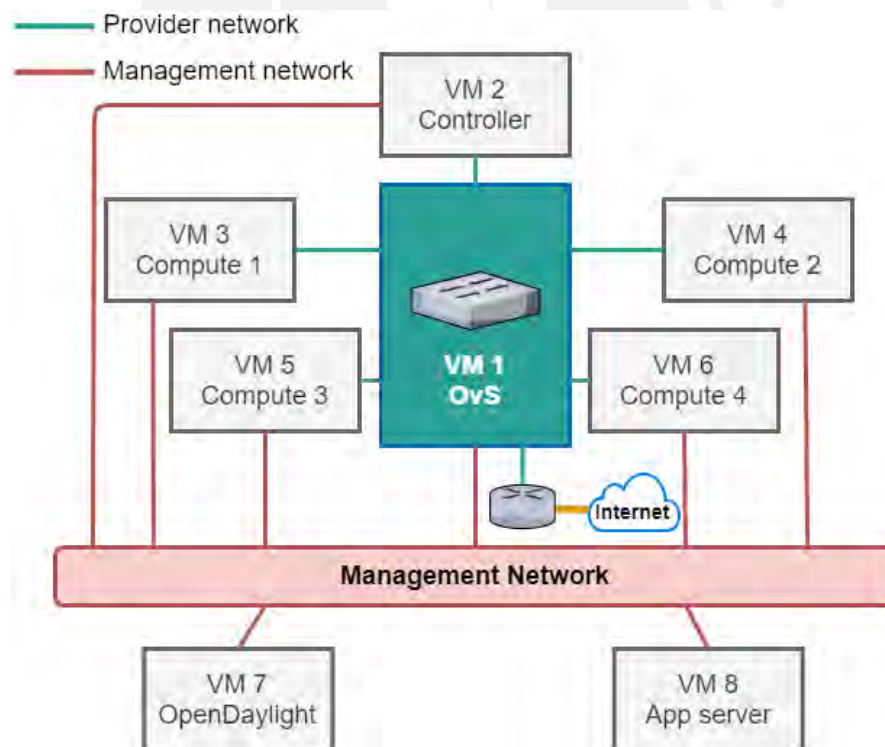 Provider network
Management network
VM 2
Controller
VM 3
Compute 1
VM 4
Compute 2
VM 5
Compute 3
VM 1
OvS
VM 6
Compute 4
Internet
Management Network
VM 7
OpenDaylight
VM 8
App server